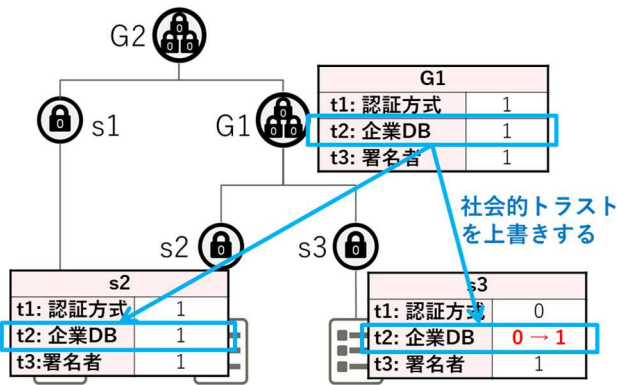 G2
G1
t1: 認証方式 1
t2: 企業DB 1
t3: 署名者 1
s1
G1
社会的トラスト
を上書きする
s2
s3
s2
t1: 認証方式 1
t2: 企業DB 1
t3:署名者 1
s3
t1: 認証方式 0
t2: 企業DB 0 → 1
t3: 署名者 1